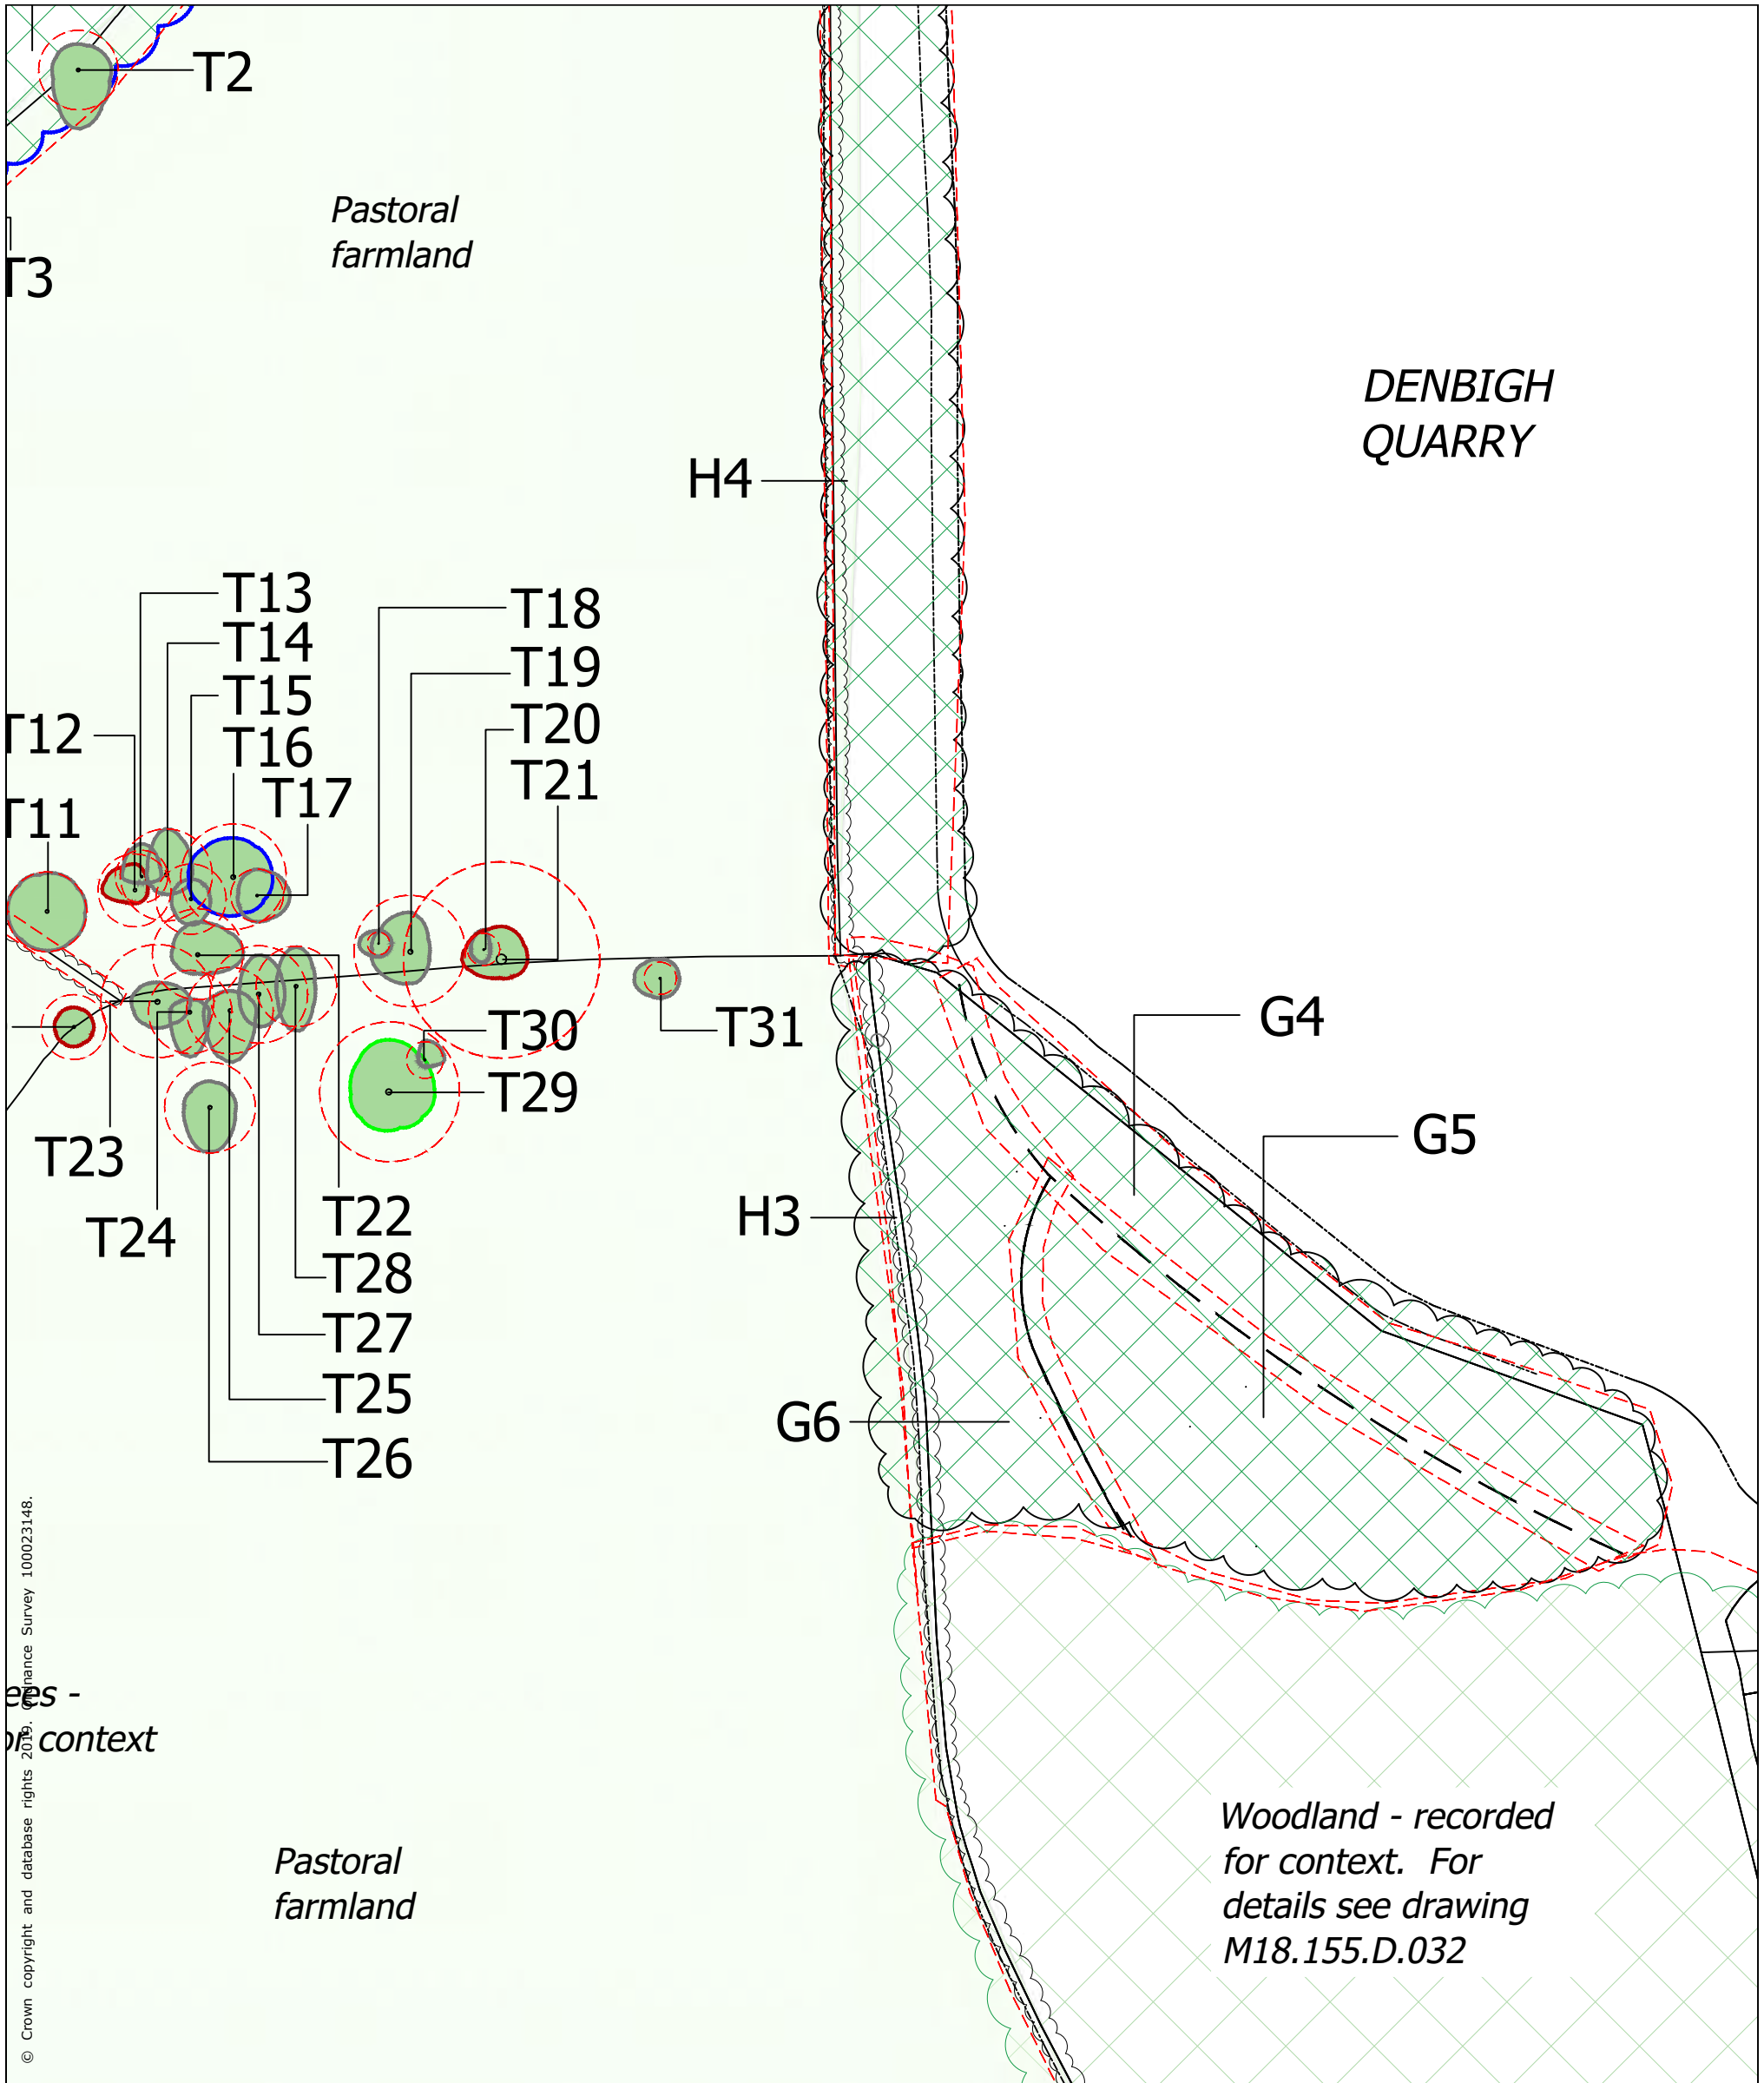 T2
Pastoral
farmland
T3
DENBIGH
QUARRY
H4
T13
T14
T15
T16
T17
T18
T19
T20
T21
T12
T11
T30
T29
T31
G4
G5
T23
T24
T22
T28
T27
T25
T26
H3
G6
context
Pastoral
farmland
Woodland - recorded
for context. For
details see drawing
M18.155.D.032
© Crown copyright and database rights 2019. Ordnance Survey 100023148.